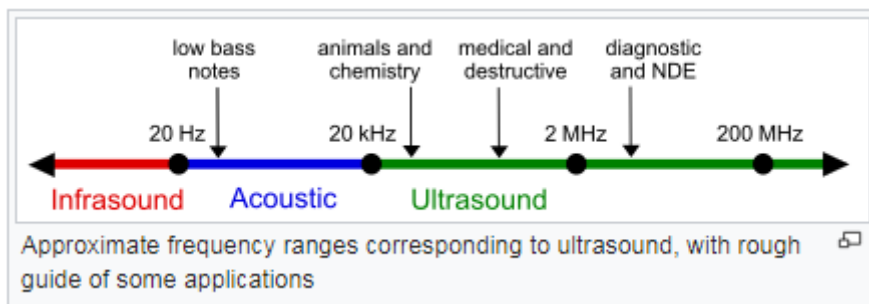 low bass
notes
animals and
chemistry
medical and
destructive
diagnostic
and NDE
20 Hz
20 kHz
2 MHz
200 MHz
Infrasound
Acoustic
Ultrasound
Approximate frequency ranges corresponding to ultrasound, with rough
guide of some applications